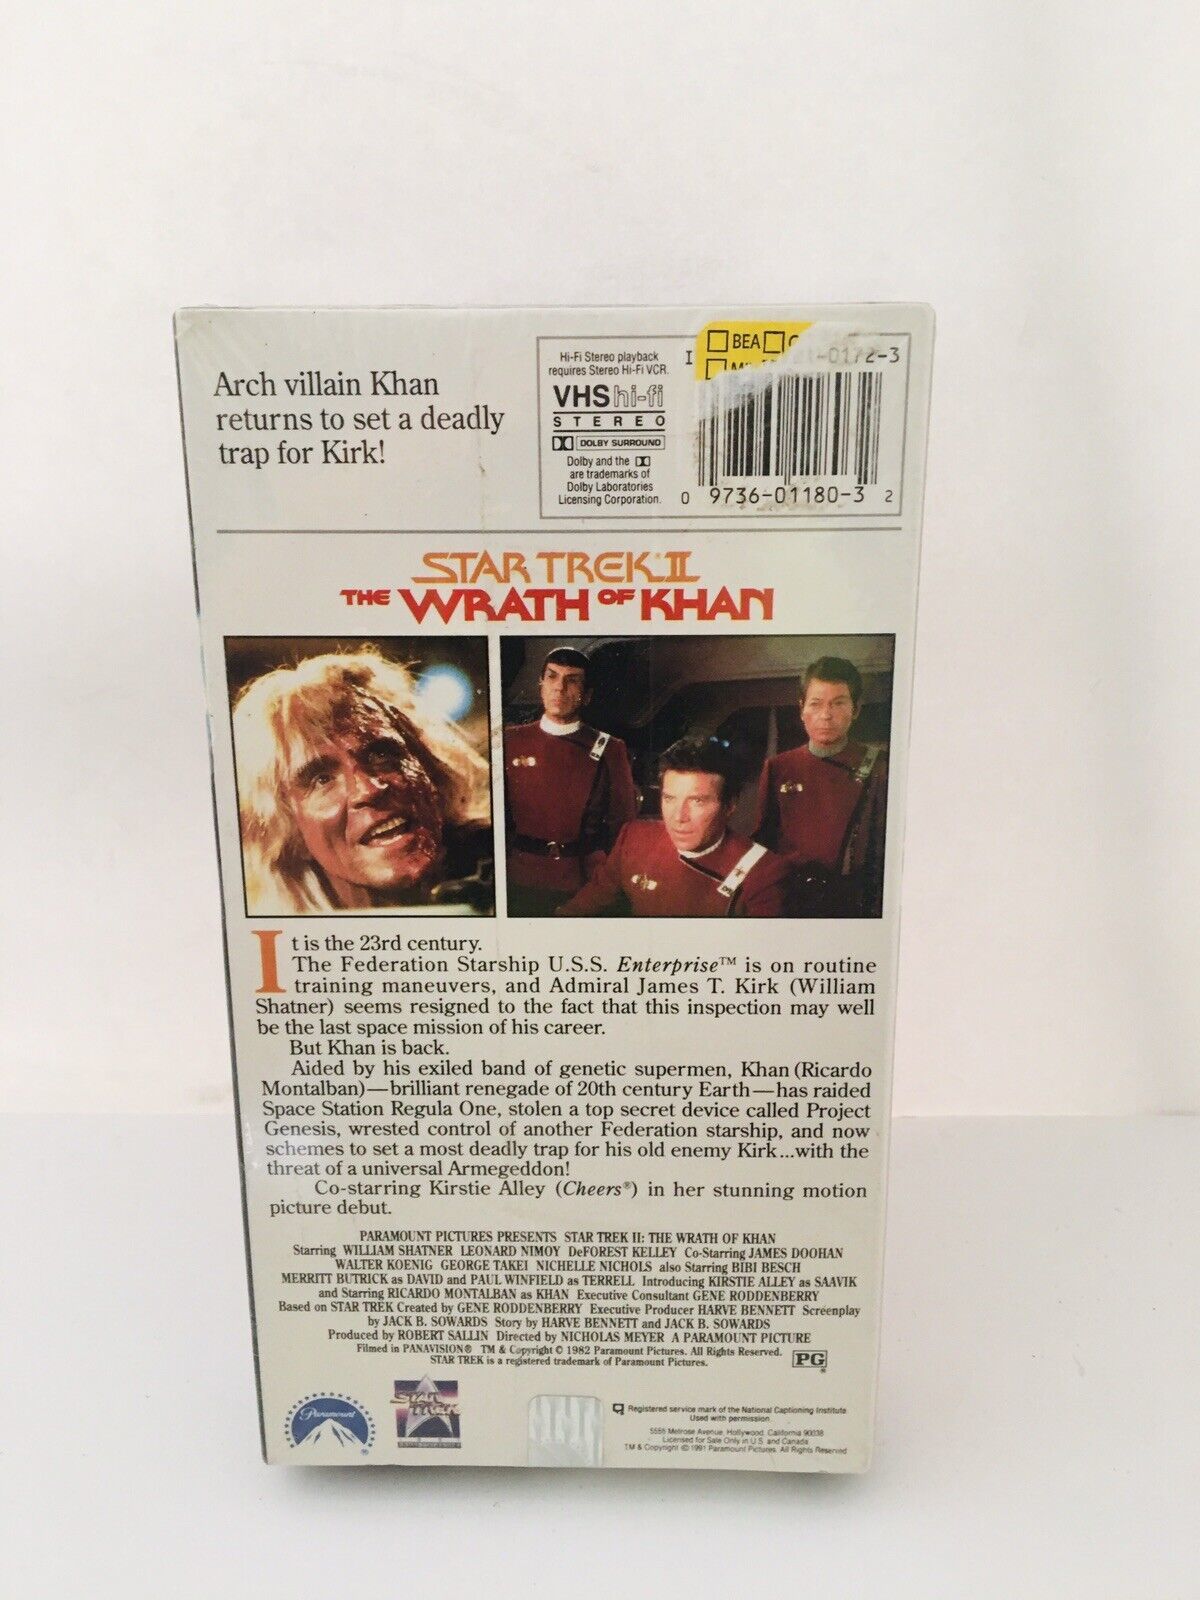 Arch villain Khan
returns to set a deadly
trap for Kirk!
Hi-Fi Stereo playback
requires Stereo Hi-Fi VCR.
VHS hi-fi
STEREO
DOLBY SURROUND
Dolby and the
are trademarks of
Dolby Laboratories
Licensing Corporation.
BEA
-0172-3
0 9736-01180-3 2
STAR TREK II
THE WRATH OF KHAN
It is the 23rd century.
The Federation Starship U.S.S. Enterprise™ is on routine
training maneuvers, and Admiral James T. Kirk (William
Shatner) seems resigned to the fact that this inspection may well
be the last space mission of his career.
But Khan is back.
Aided by his exiled band of genetic supermen, Khan (Ricardo
Montalban)—brilliant renegade of 20th century Earth—has raided
Space Station Regula One, stolen a top secret device called Project
Genesis, wrested control of another Federation starship, and now
schemes to set a most deadly trap for his old enemy Kirk...with the
threat of a universal Armegeddon!
Co-starring Kirstie Alley (Cheers®) in her stunning motion
picture debut.
PARAMOUNT PICTURES PRESENTS STAR TREK II: THE WRATH OF KHAN
Starring WILLIAM SHATNER LEONARD NIMOY DeFOREST KELLEY Co-Starring JAMES DOOHAN
WALTER KOENIG GEORGE TAKEI NICHELLE NICHOLS also Starring BIBI BESCH
MERRITT BUTRICK as DAVID and PAUL WINFIELD as TERRELL Introducing KIRSTIE ALLEY as SAAVIK
and Starring RICARDO MONTALBAN as KHAN Executive Consultant GENE RODDENBERRY
Based on STAR TREK Created by GENE RODDENBERRY Executive Producer HARVE BENNETT Screenplay
by JACK B. SOWARDS Story by HARVE BENNETT and JACK B. SOWARDS
Produced by ROBERT SALLIN Directed by NICHOLAS MEYER A PARAMOUNT PICTURE
Filmed in PANAVISION® TM & Copyright © 1982 Paramount Pictures. All Rights Reserved.
STAR TREK is a registered trademark of Paramount Pictures.
PG
Paramount
STAR TREK
Registered service mark of the National Captioning Institute
Used with permission
5555 Melrose Avenue, Hollywood, California 90038
Licensed for Sale Only in U.S. and Canada
TM & Copyright © 1991 Paramount Pictures. All Rights Reserved